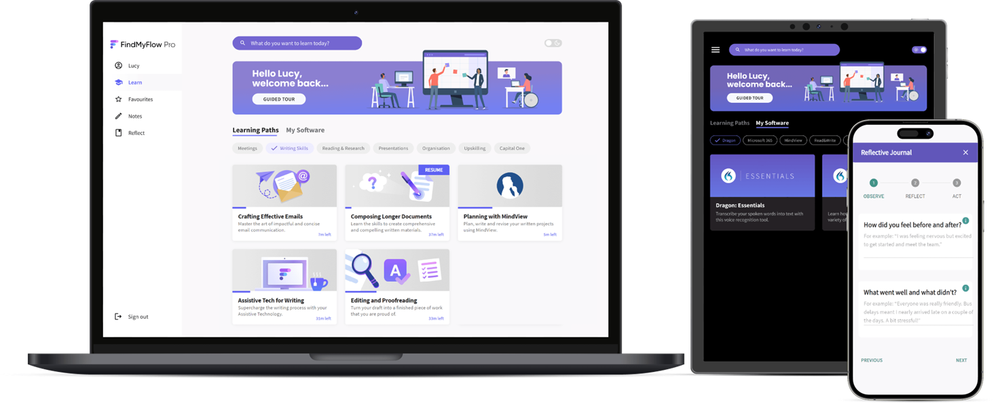 FindMyFlow Pro
Lucy
Learn
Favourites
Notes
Reflect
Sign out
What do you want to learn today?
Hello Lucy,
welcome back...
GUIDED TOUR
Learning Paths My Software
Meetings Writing Skills Reading & Research Presentations Organisation Upskilling Capital One
@
?
Crafting Effective Emails
Master the art of impactful and concise
email communication.
7m left
RESUME
Composing Longer Documents
Learn the skills to create comprehensive
and compelling written materials.
37m left
Planning with MindView
Plan, write and revise your written projects
using MindView.
5m left
Assistive Tech for Writing
Supercharge the writing process with your
Assistive Technology.
31m left
A
Editing and Proofreading
Turn your draft into a finished piece of work
that you are proud of.
33m left
What do you want to learn today?
Hello Lucy,
welcome back...
GUIDED TOUR
Learning Paths My Software
Dragon Microsoft 365 MindView Read&Write
ESSENTIALS
Dragon: Essentials
Transcribe your spoken words into text with
this voice recognition tool.
Learn how
variety of
Reflective Journal
1 2 3
OBSERVE REFLECT ACT
How did you feel before and after?
For example: "I was feeling nervous but excited
to get started and meet the team."
What went well and what didn't?
For example: "Everyone was really friendly. Bus
delays meant I nearly arrived late on a couple of
the days. A bit stressful!"
PREVIOUS NEXT